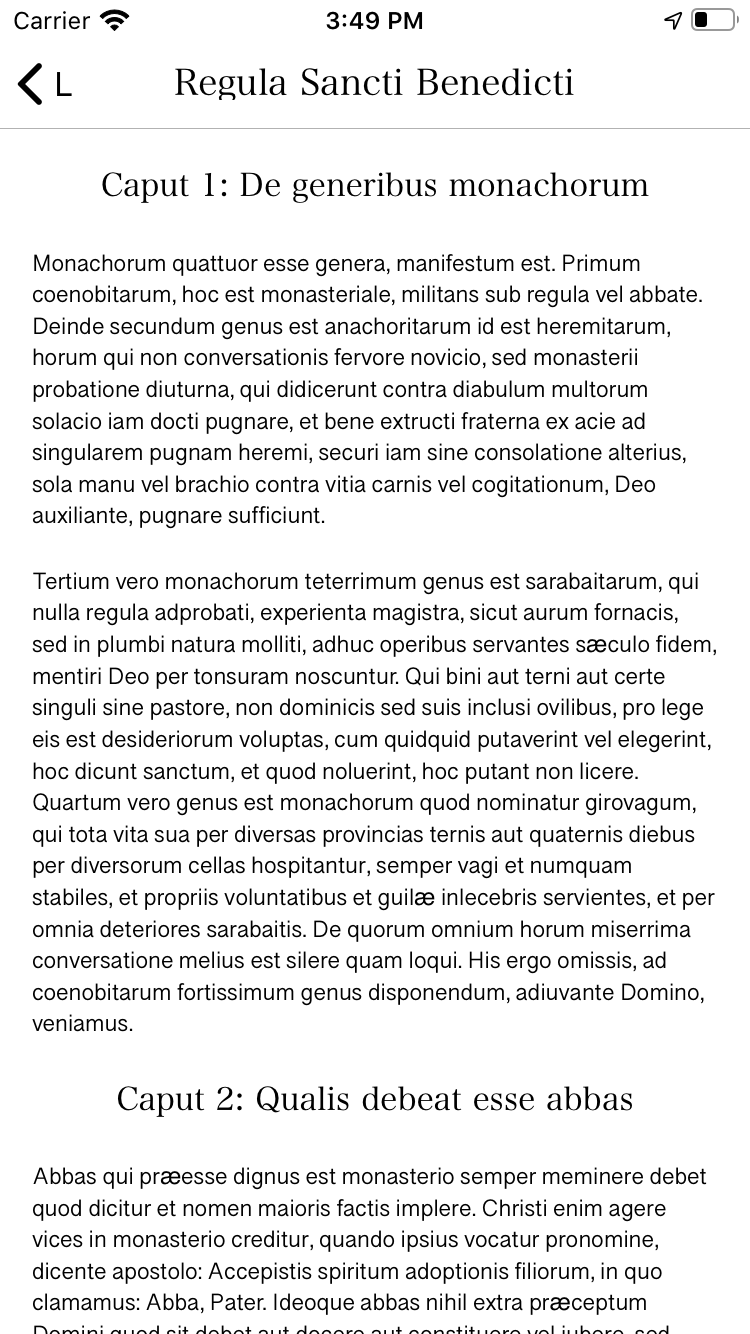 Carrier 3:49 PM
L Regula Sancti Benedicti
Caput 1: De generibus monachorum
Monachorum quattuor esse genera, manifestum est. Primum
coenobitarum, hoc est monasteriale, militans sub regula vel abbate.
Deinde secundum genus est anachoritarum id est heremitarum,
horum qui non conversationis fervore novicio, sed monasterii
probatione diuturna, qui didicerunt contra diabulum multorum
solacio iam docti pugnare, et bene extructi fraterna ex acie ad
singularem pugnam heremi, securi iam sine consolatione alterius,
sola manu vel brachio contra vitia carnis vel cogitationum, Deo
auxiliante, pugnare sufficiunt.
Tertium vero monachorum teterrimum genus est sarabaitarum, qui
nulla regula adprobati, experienta magistra, sicut aurum fornacis,
sed in plumbi natura molliti, adhuc operibus servantes sæculo fidem,
mentiri Deo per tonsuram noscuntur. Qui bini aut terni aut certe
singuli sine pastore, non dominicis sed suis inclusi ovilibus, pro lege
eis est desideriorum voluptas, cum quidquid putaverint vel elegerint,
hoc dicunt sanctum, et quod noluerint, hoc putant non licere.
Quartum vero genus est monachorum quod nominatur girovagum,
qui tota vita sua per diversas provincias ternis aut quaternis diebus
per diversorum cellas hospitantur, semper vagi et numquam
stabiles, et propriis voluntatibus et guilæ inlecebris servientes, et per
omnia deteriores sarabaitis. De quorum omnium horum miserrima
conversatione melius est silere quam loqui. His ergo omissis, ad
coenobitarum fortissimum genus disponendum, adiuvante Domino,
veniamus.
Caput 2: Qualis debeat esse abbas
Abbas qui præesse dignus est monasterio semper meminere debet
quod dicitur et nomen maioris factis implere. Christi enim agere
vices in monasterio creditur, quando ipsius vocatur pronomine,
dicente apostolo: Accepistis spiritum adoptionis filiorum, in quo
clamamus: Abba, Pater. Ideoque abbas nihil extra præceptum
Domini quod sit debet aut docere aut constituere vel iubere, sed